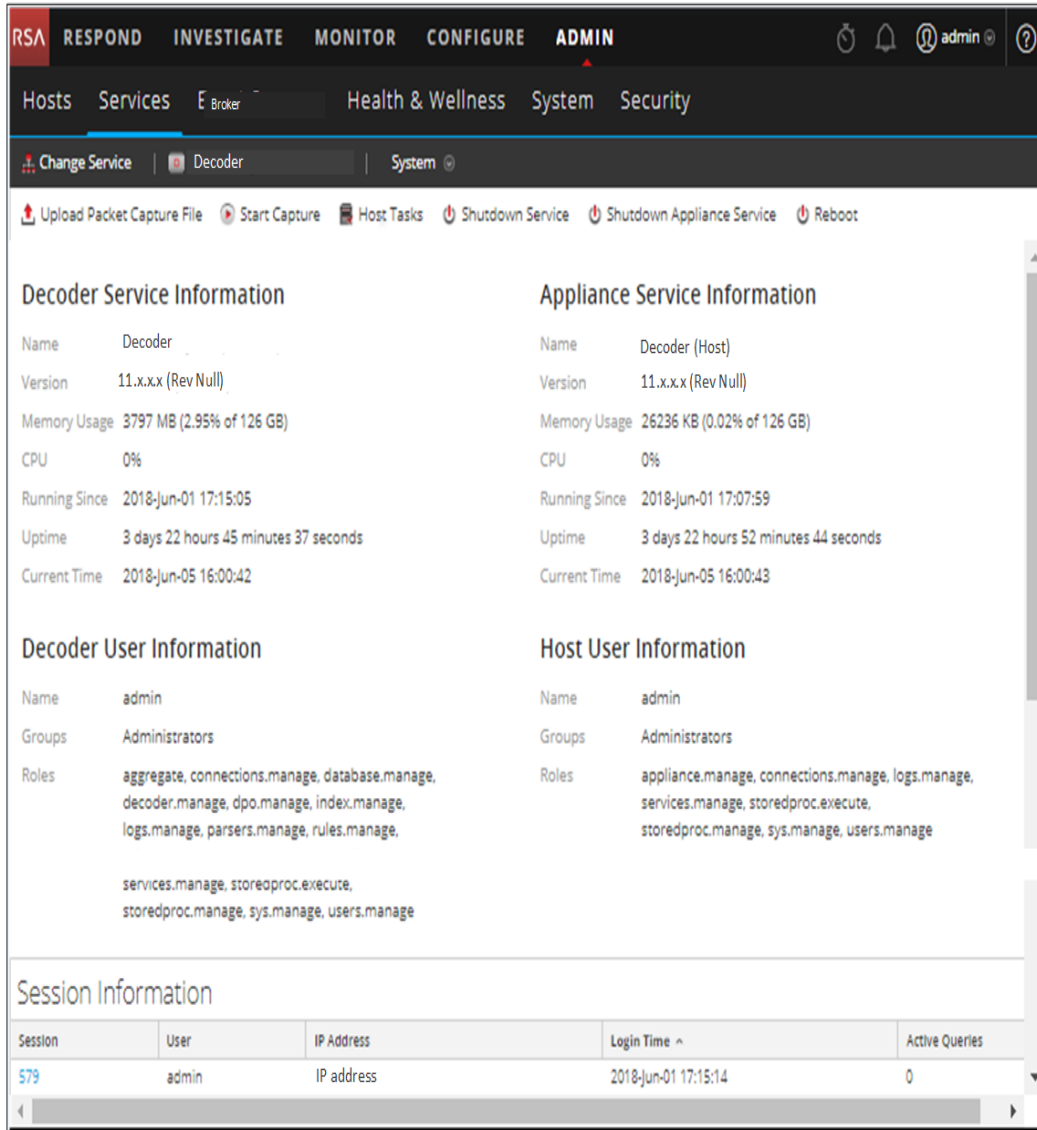 RSA RESPOND INVESTIGATE MONITOR CONFIGURE ADMIN admin
Hosts Services E Broker Health & Wellness System Security
Change Service Decoder System
Upload Packet Capture File Start Capture Host Tasks Shutdown Service Shutdown Appliance Service Reboot
Decoder Service Information
Name Decoder
Version 11.x.x.x (Rev Null)
Memory Usage 3797 MB (2.95% of 126 GB)
CPU 0%
Running Since 2018-Jun-01 17:15:05
Uptime 3 days 22 hours 45 minutes 37 seconds
Current Time 2018-Jun-05 16:00:42
Appliance Service Information
Name Decoder (Host)
Version 11.x.x.x (Rev Null)
Memory Usage 26236 KB (0.02% of 126 GB)
CPU 0%
Running Since 2018-Jun-01 17:07:59
Uptime 3 days 22 hours 52 minutes 44 seconds
Current Time 2018-Jun-05 16:00:43
Decoder User Information
Name admin
Groups Administrators
Roles aggregate, connections.manage, database.manage,
decoder.manage, dpo.manage, index.manage,
logs.manage, parsers.manage, rules.manage,
services.manage, storedproc.execute,
storedproc.manage, sys.manage, users.manage
Host User Information
Name admin
Groups Administrators
Roles appliance.manage, connections.manage, logs.manage,
services.manage, storedproc.execute,
storedproc.manage, sys.manage, users.manage
Session Information
Session User IP Address Login Time Active Queries
579 admin IP address 2018-Jun-01 17:15:14 0